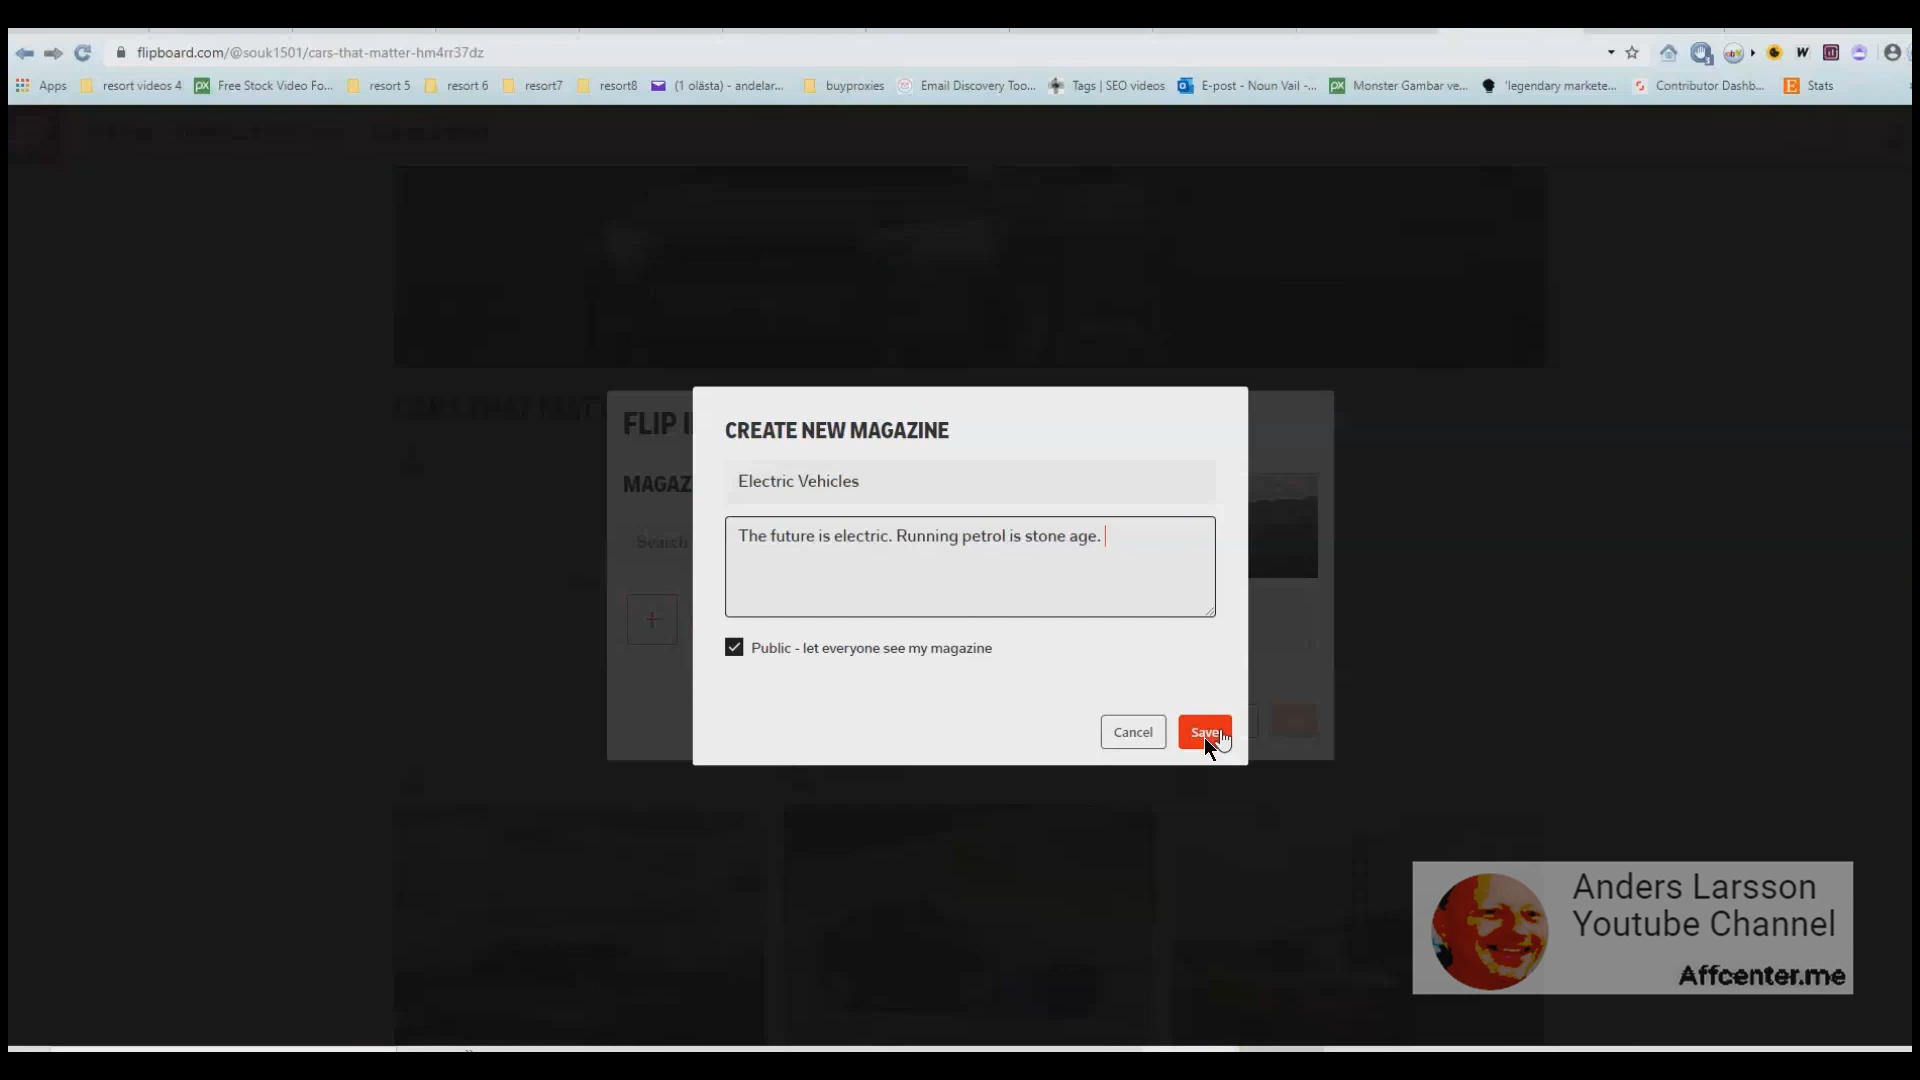 flipboard.com/@souk1501/cars-that-matter-hm4rr37dz
Apps resort videos 4 Free Stock Video Fo... resort 5 resort 6 resort7 resort8 (1 olästa) - andelar... buyproxies Email Discovery Too... Tags | SEO videos E-post - Noun Vail -... Monster Gambar ve... 'legendary markete... Contributor Dashb... Stats
CARS THAT
FLIP
CREATE NEW MAGAZINE
Electric Vehicles
MAGAZ
The future is electric. Running petrol is stone age.
Search
+
Public - let everyone see my magazine
Cancel Save
Anders Larsson
Youtube Channel
Affcenter.me